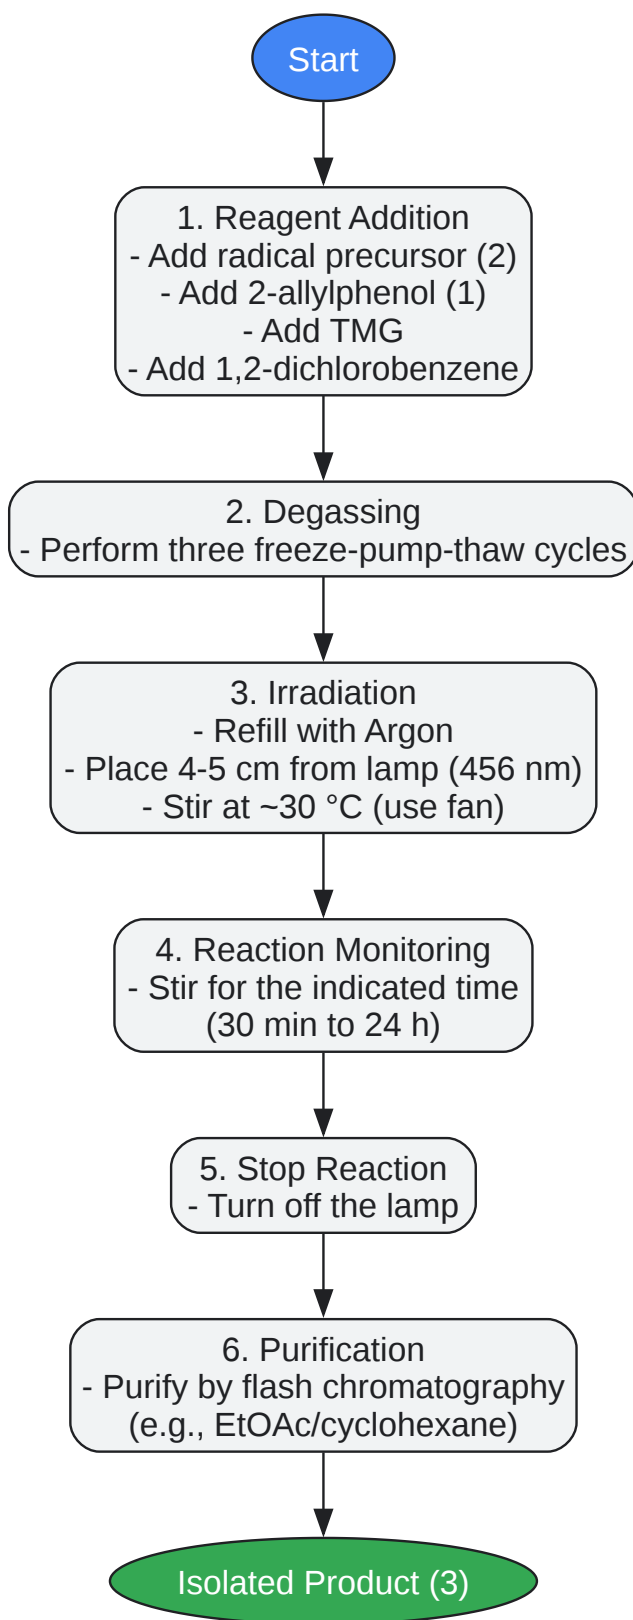 Start
1. Reagent Addition
- Add radical precursor (2)
- Add 2-allylphenol (1)
- Add TMG
- Add 1,2-dichlorobenzene
2. Degassing
- Perform three freeze-pump-thaw cycles
3. Irradiation
- Refill with Argon
- Place 4-5 cm from lamp (456 nm)
- Stir at ~30 °C (use fan)
4. Reaction Monitoring
- Stir for the indicated time
(30 min to 24 h)
5. Stop Reaction
- Turn off the lamp
6. Purification
- Purify by flash chromatography
(e.g., EtOAc/cyclohexane)
Isolated Product (3)